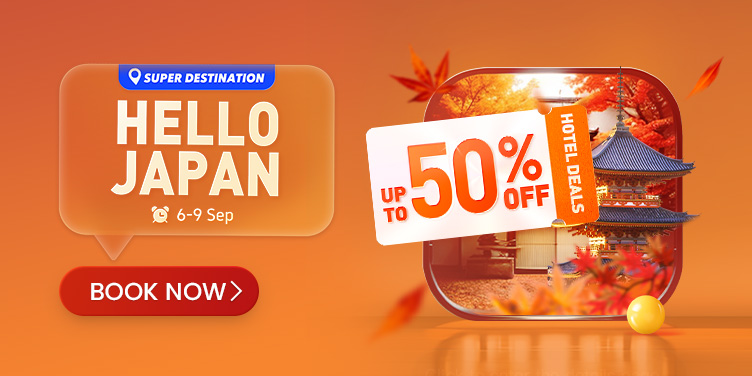 SUPER DESTINATION
HELLO
JAPAN
6-9 Sep
BOOK NOW
UP TO 50% OFF
HOTEL DEALS